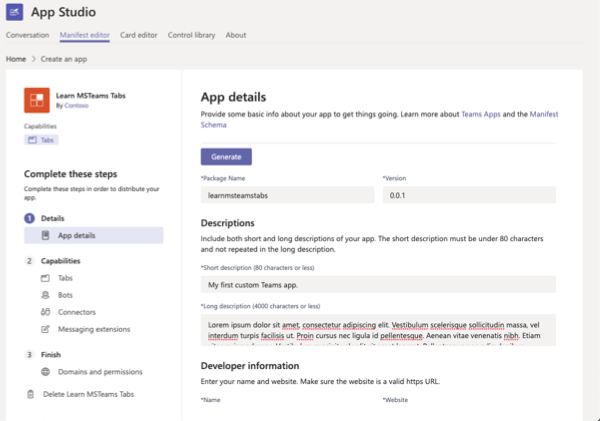 App Studio
Conversation Manifest editor Card editor Control library About
Home > Create an app
Learn MSTeams Tabs
By Contoso
Capabilities
Tabs
Complete these steps
Complete these steps in order to distribute your
app.
1 Details
App details
2 Capabilities
Tabs
Bots
Connectors
Messaging extensions
3 Finish
Domains and permissions
Delete Learn MSTeams Tabs
App details
Provide some basic info about your app to get things going. Learn more about Teams Apps and the Manifest
Schema
Generate
*Package Name *Version
learnmsteamstabs 0.0.1
Descriptions
Include both short and long descriptions of your app. The short description must be under 80 characters
and not repeated in the long description.
*Short description (80 characters or less)
My first custom Teams app.
*Long description (4000 characters or less)
Lorem ipsum dolor sit amet, consectetur adipiscing elit. Vestibulum scelerisque sollicitudin massa, vel
interdum turpis facilisis ut. Proin cursus nec ligula id pellentesque. Aenean vitae venenatis nibh. Etiam
Developer information
Enter your name and website. Make sure the website is a valid https URL.
*Name *Website